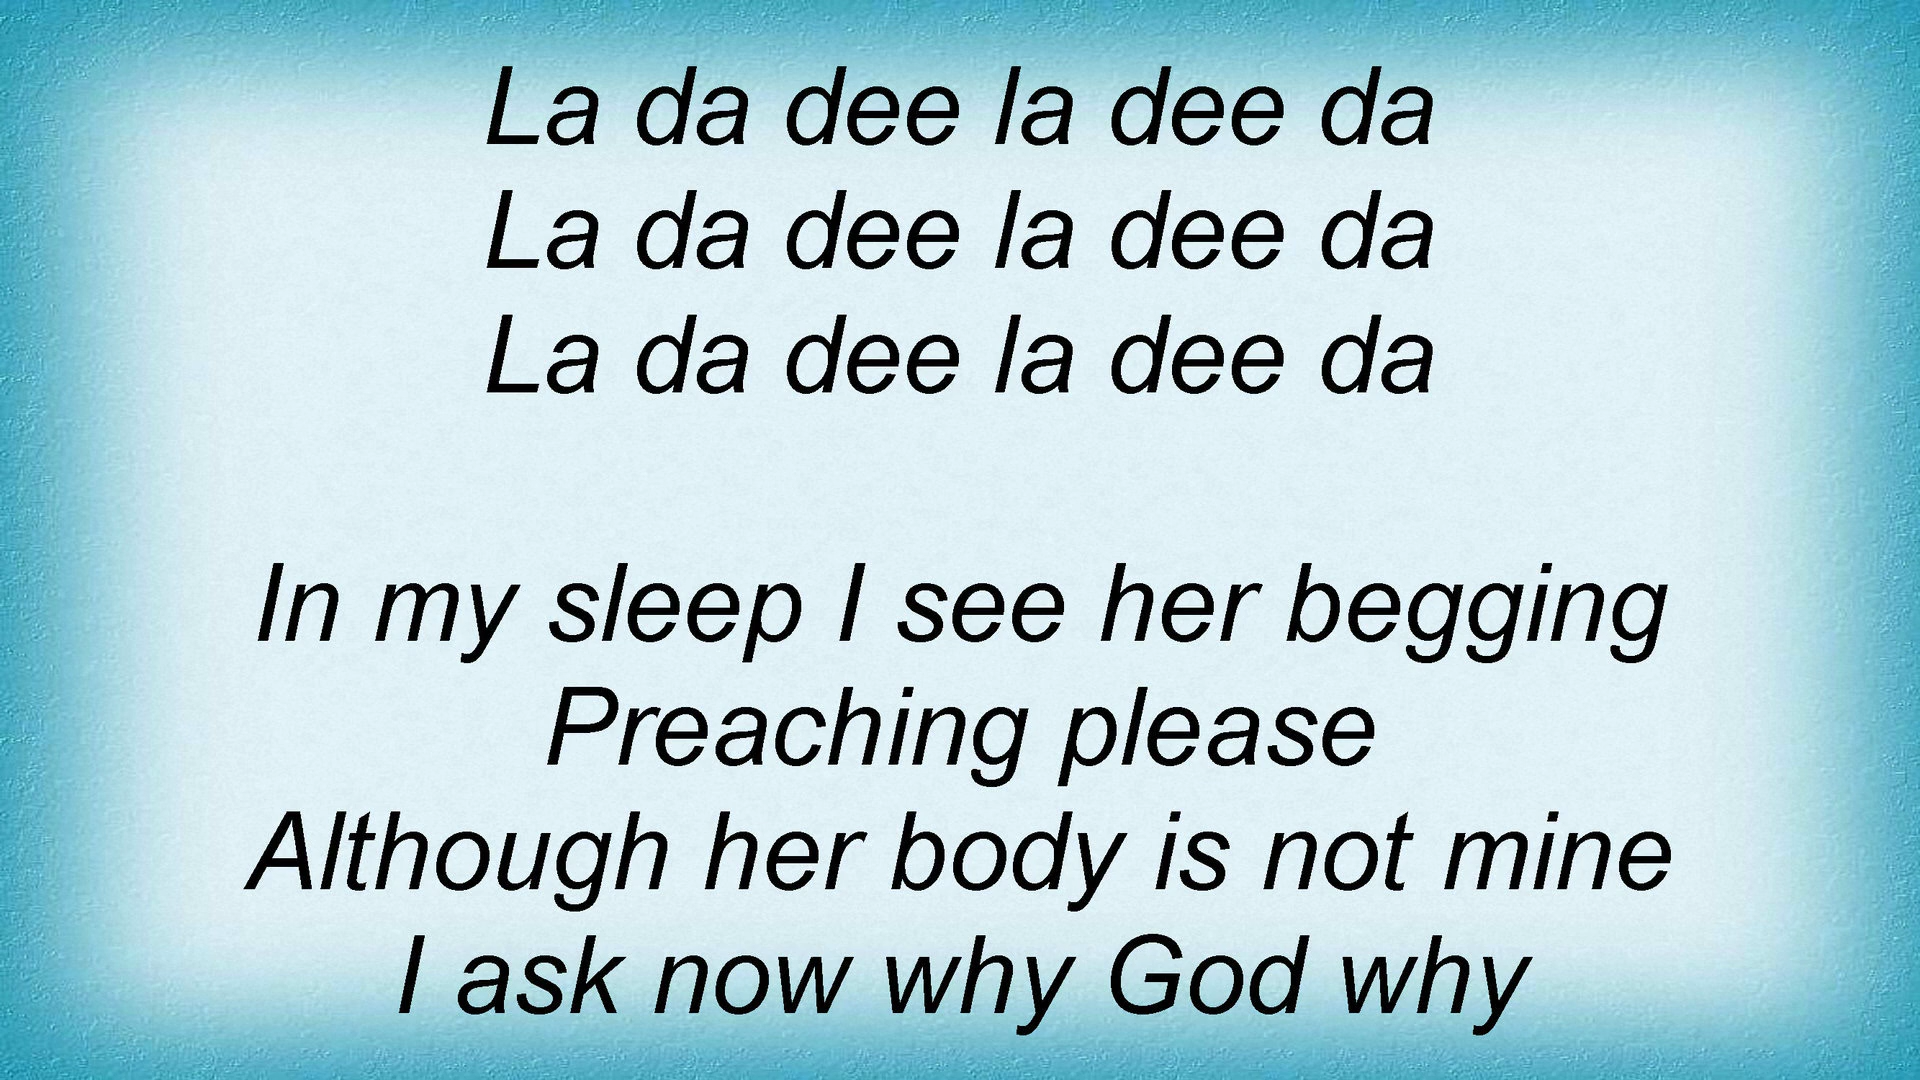 La da dee la dee da
La da dee la dee da
La da dee la dee da
In my sleep I see her begging
Preaching please
Although her body is not mine
I ask now why God why